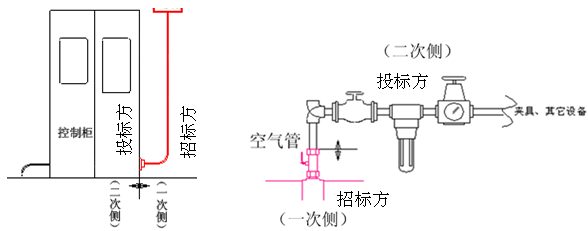 控制柜
投标方
招标方
(二次侧)
(一次侧)
(二次侧)
投标方
夹具、其它设备
空气管
招标方
(一次侧)